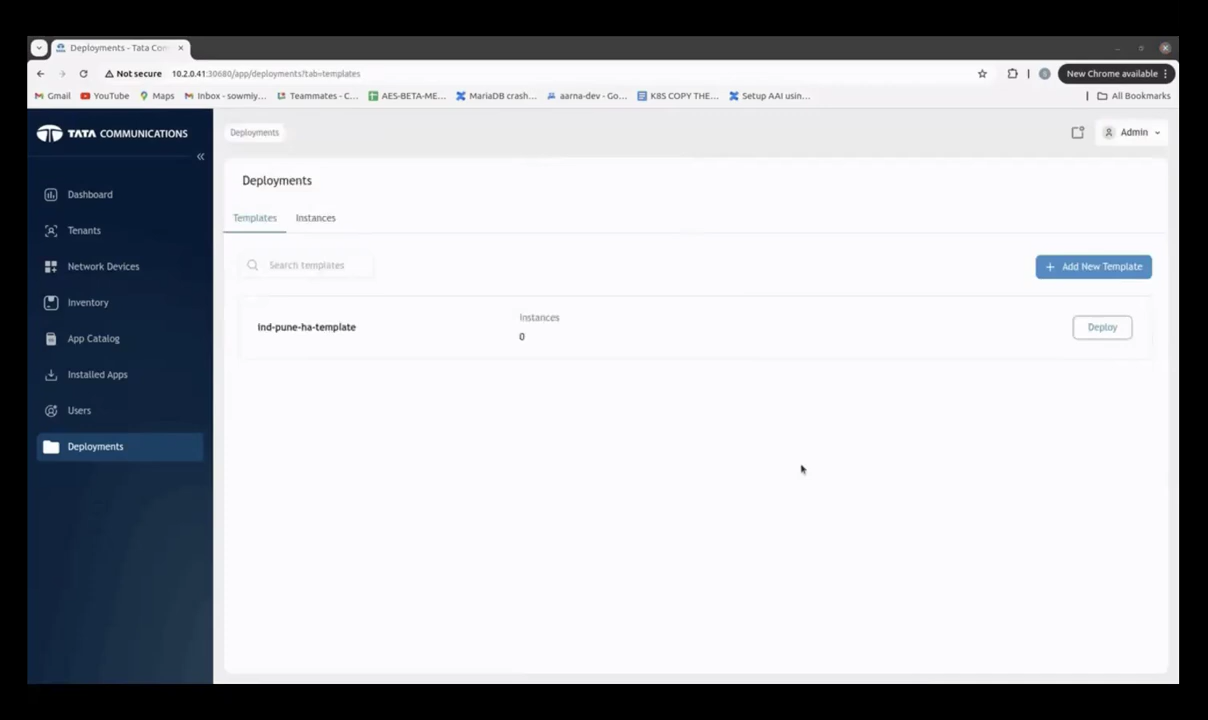 Deployments - Tata Con
Not secure 10.2.0.41:30680/app/deployments?tab=templates
New Chrome available
Gmail YouTube Maps Inbox - sowmiy... Teammates - C... AES-BETA-ME... MariaDB crash... aarna-dev - Go... K8S COPY THE... Setup AAI usin... All Bookmarks
TATA COMMUNICATIONS
Deployments
Admin
Dashboard
Tenants
Network Devices
Inventory
App Catalog
Installed Apps
Users
Deployments
Deployments
Templates Instances
Search templates
+ Add New Template
ind-pune-ha-template
Instances
0
Deploy